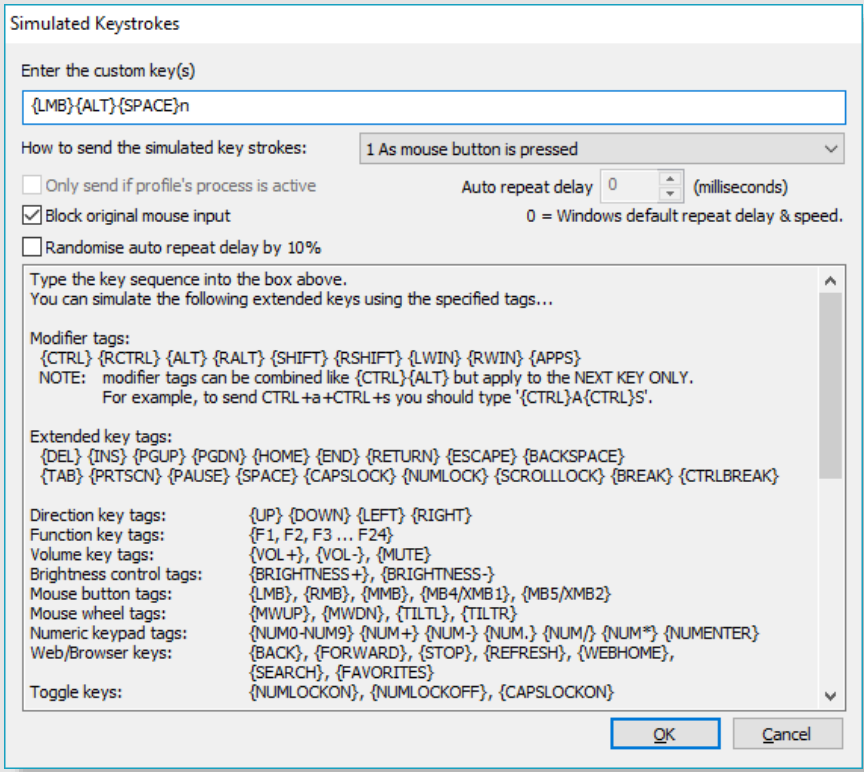 Simulated Keystrokes
Enter the custom key(s)
{LMB}{ALT}{SPACE}n
How to send the simulated key strokes: 1 As mouse button is pressed
Only send if profile's process is active Auto repeat delay 0 (milliseconds)
Block original mouse input 0 = Windows default repeat delay & speed.
Randomise auto repeat delay by 10%
Type the key sequence into the box above.
You can simulate the following extended keys using the specified tags...
Modifier tags:
{CTRL} {RCTRL} {ALT} {RALT} {SHIFT} {RSHIFT} {LWIN} {RWIN} {APPS}
NOTE: modifier tags can be combined like {CTRL}{ALT} but apply to the NEXT KEY ONLY.
For example, to send CTRL+a+CTRL+s you should type '{CTRL}A{CTRL}S'.
Extended key tags:
{DEL} {INS} {PGUP} {PGDN} {HOME} {END} {RETURN} {ESCAPE} {BACKSPACE}
{TAB} {PRTSCN} {PAUSE} {SPACE} {CAPSLOCK} {NUMLOCK} {SCROLLLOCK} {BREAK} {CTRLBREAK}
Direction key tags: {UP} {DOWN} {LEFT} {RIGHT}
Function key tags: {F1, F2, F3 ... F24}
Volume key tags: {VOL+}, {VOL-}, {MUTE}
Brightness control tags: {BRIGHTNESS+}, {BRIGHTNESS-}
Mouse button tags: {LMB}, {RMB}, {MMB}, {MB4/XMB1}, {MB5/XMB2}
Mouse wheel tags: {MWUP}, {MWDN}, {TILTL}, {TILTR}
Numeric keypad tags: {NUM0-NUM9} {NUM+} {NUM-} {NUM.} {NUM/} {NUM*} {NUMENTER}
Web/Browser keys: {BACK}, {FORWARD}, {STOP}, {REFRESH}, {WEBHOME},
{SEARCH}, {FAVORITES}
Toggle keys: {NUMLOCKON}, {NUMLOCKOFF}, {CAPSLOCKON}
OK Cancel